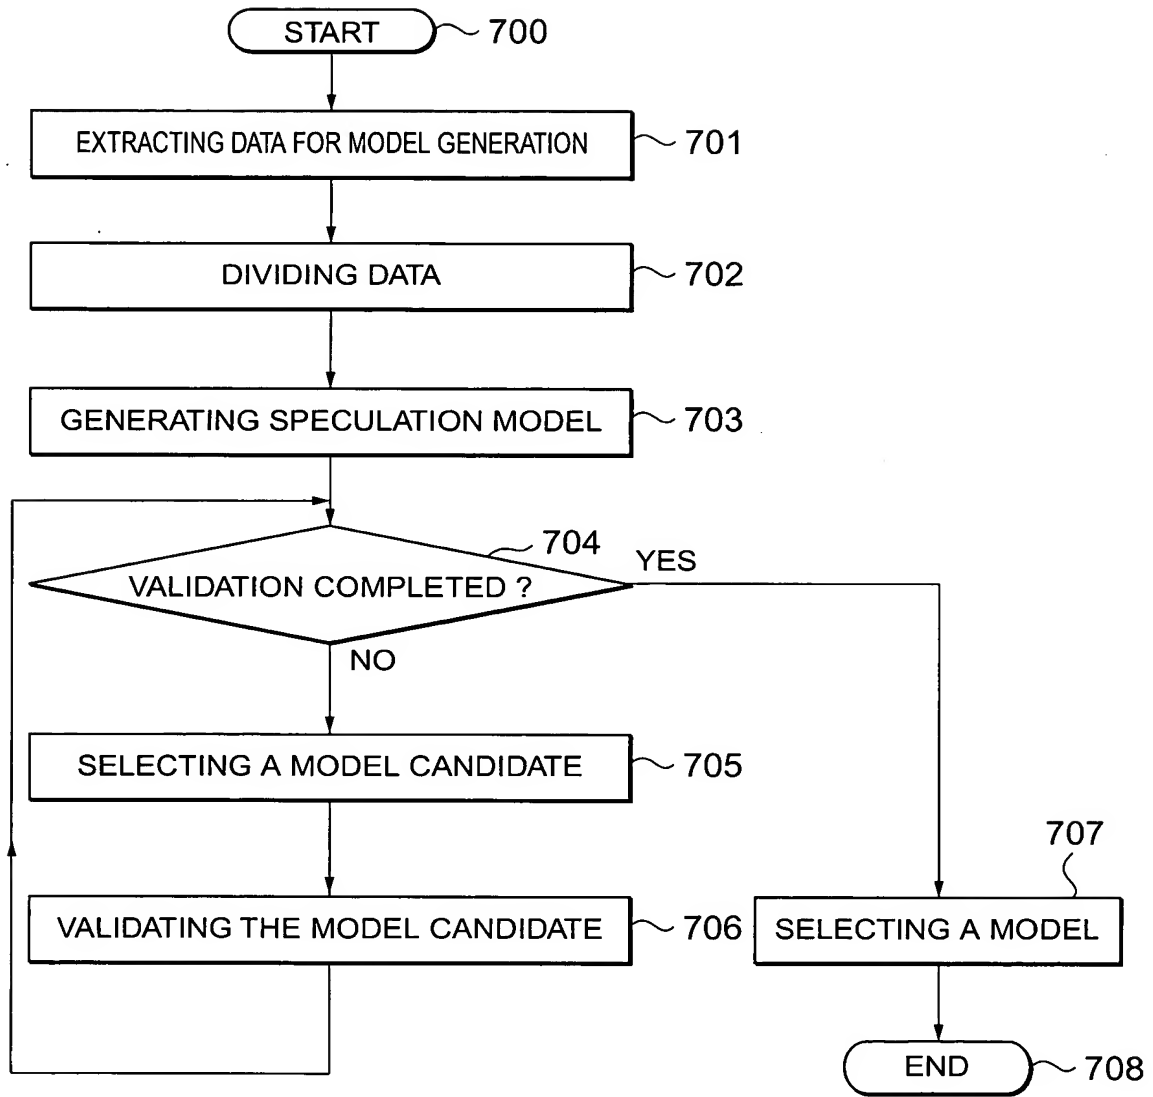 START 700
EXTRACTING DATA FOR MODEL GENERATION 701
DIVIDING DATA 702
GENERATING SPECULATION MODEL 703
704
VALIDATION COMPLETED ?
YES
NO
SELECTING A MODEL CANDIDATE 705
VALIDATING THE MODEL CANDIDATE 706
707
SELECTING A MODEL
END 708